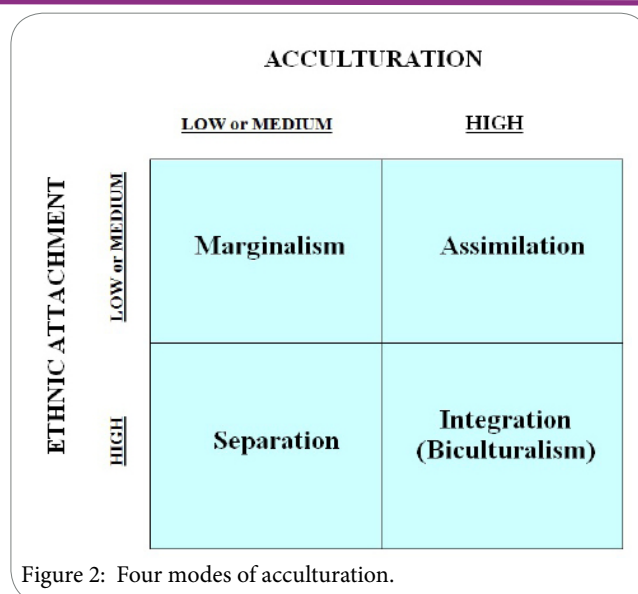 ACCULTURATION
LOW or MEDIUM HIGH
ETHNIC ATTACHMENT
LOW or MEDIUM
Marginalism Assimilation
HIGH
Separation Integration
(Biculturalism)
Figure 2: Four modes of acculturation.